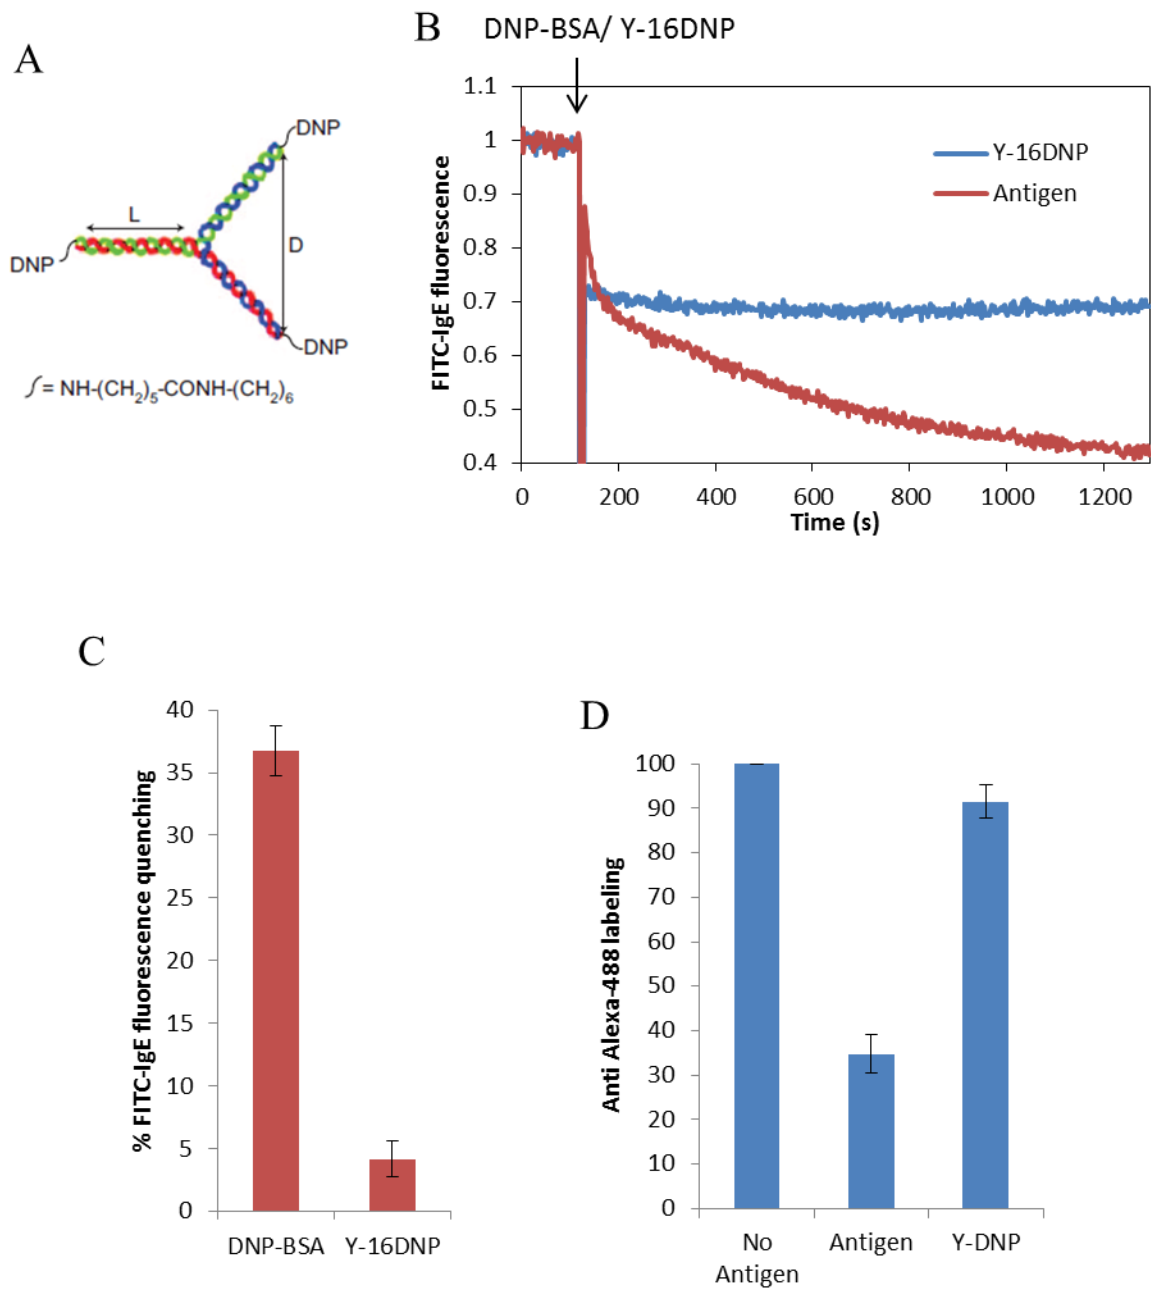 A
DNP
L
D
DNP
DNP
∫= NH-(CH2)5-CONH-(CH2)6
B
DNP-BSA/ Y-16DNP
FITC-IgE fluorescence
1.1
1
0.9
0.8
0.7
0.6
0.5
0.4
Y-16DNP
Antigen
0 200 400 600 800 1000 1200
Time (s)
C
% FITC-IgE fluorescence quenching
40
35
30
25
20
15
10
5
0
DNP-BSA Y-16DNP
D
Anti Alexa-488 labeling
100
90
80
70
60
50
40
30
20
10
0
No Antigen Y-DNP
Antigen